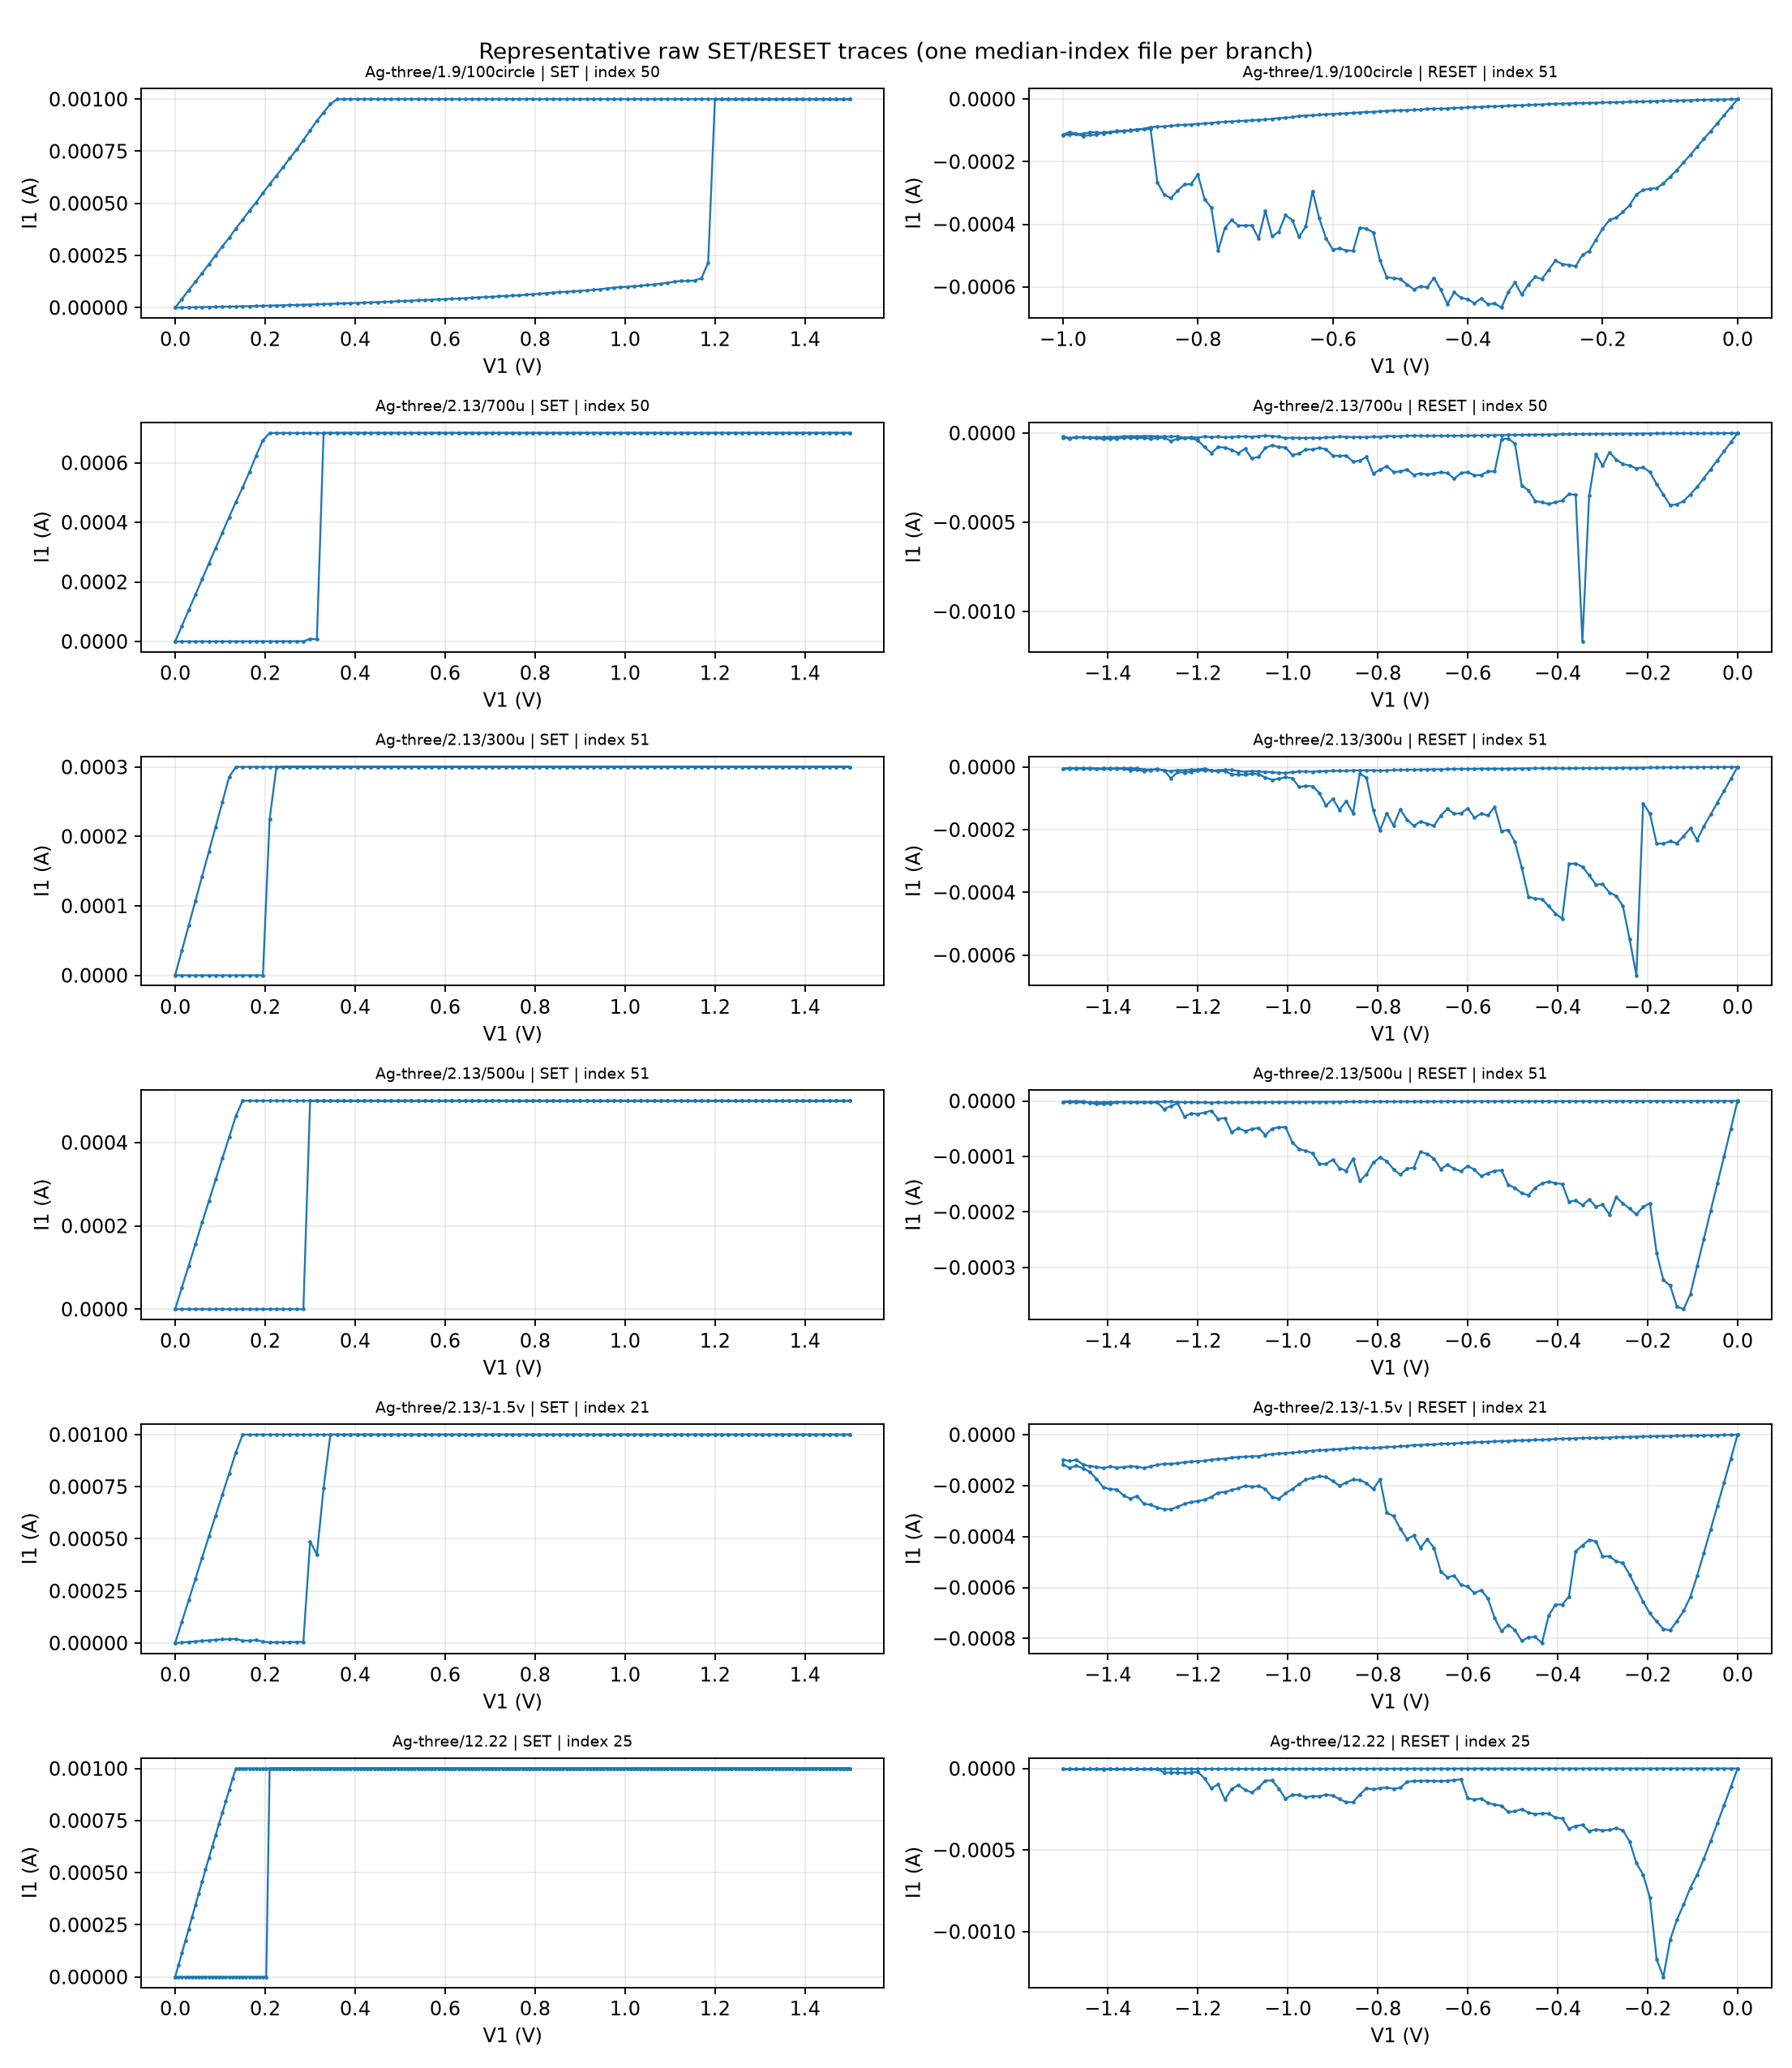 Representative raw SET/RESET traces (one median-index file per branch)
Ag-three/1.9/100circle | SET | index 50
0.00100
0.00075
0.00050
0.00025
0.00000
I1 (A)
0.0 0.2 0.4 0.6 0.8 1.0 1.2 1.4
V1 (V)
Ag-three/1.9/100circle | RESET | index 51
0.0000
−0.0002
−0.0004
−0.0006
I1 (A)
−1.0 −0.8 −0.6 −0.4 −0.2 0.0
V1 (V)
Ag-three/2.13/700u | SET | index 50
0.0006
0.0004
0.0002
0.0000
I1 (A)
0.0 0.2 0.4 0.6 0.8 1.0 1.2 1.4
V1 (V)
Ag-three/2.13/700u | RESET | index 50
0.0000
−0.0005
−0.0010
I1 (A)
−1.4 −1.2 −1.0 −0.8 −0.6 −0.4 −0.2 0.0
V1 (V)
Ag-three/2.13/300u | SET | index 51
0.0003
0.0002
0.0001
0.0000
I1 (A)
0.0 0.2 0.4 0.6 0.8 1.0 1.2 1.4
V1 (V)
Ag-three/2.13/300u | RESET | index 51
0.0000
−0.0002
−0.0004
−0.0006
I1 (A)
−1.4 −1.2 −1.0 −0.8 −0.6 −0.4 −0.2 0.0
V1 (V)
Ag-three/2.13/500u | SET | index 51
0.0004
0.0002
0.0000
I1 (A)
0.0 0.2 0.4 0.6 0.8 1.0 1.2 1.4
V1 (V)
Ag-three/2.13/500u | RESET | index 51
0.0000
−0.0001
−0.0002
−0.0003
I1 (A)
−1.4 −1.2 −1.0 −0.8 −0.6 −0.4 −0.2 0.0
V1 (V)
Ag-three/2.13/-1.5v | SET | index 21
0.00100
0.00075
0.00050
0.00025
0.00000
I1 (A)
0.0 0.2 0.4 0.6 0.8 1.0 1.2 1.4
V1 (V)
Ag-three/2.13/-1.5v | RESET | index 21
0.0000
−0.0002
−0.0004
−0.0006
−0.0008
I1 (A)
−1.4 −1.2 −1.0 −0.8 −0.6 −0.4 −0.2 0.0
V1 (V)
Ag-three/12.22 | SET | index 25
0.00100
0.00075
0.00050
0.00025
0.00000
I1 (A)
0.0 0.2 0.4 0.6 0.8 1.0 1.2 1.4
V1 (V)
Ag-three/12.22 | RESET | index 25
0.0000
−0.0005
−0.0010
I1 (A)
−1.4 −1.2 −1.0 −0.8 −0.6 −0.4 −0.2 0.0
V1 (V)